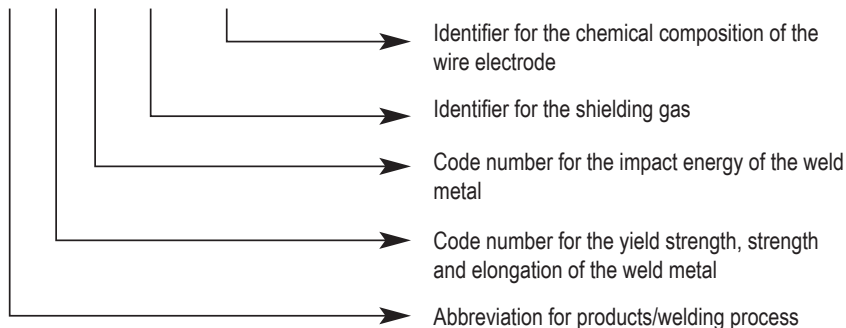 Identifier for the chemical composition of the
wire electrode
Identifier for the shielding gas
Code number for the impact energy of the weld
metal
Code number for the yield strength, strength
and elongation of the weld metal
Abbreviation for products/welding process